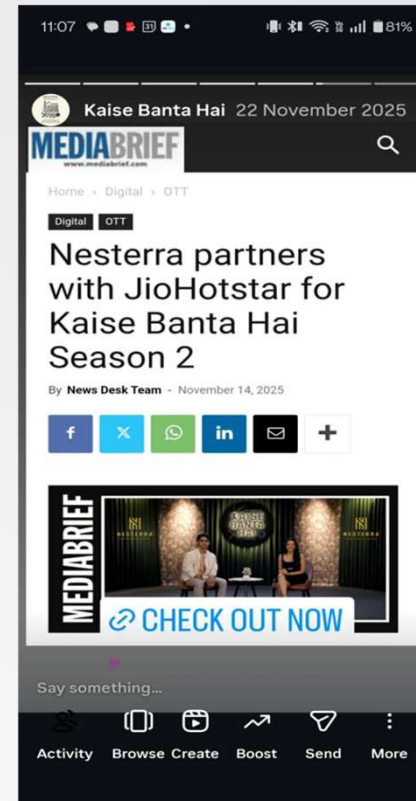 11:07 31 81%
Kaise Banta Hai 22 November 2025
MEDIABRIEF
www.mediabrief.com
Home > Digital > OTT
Digital OTT
Nesterra partners
with JioHotstar for
Kaise Banta Hai
Season 2
By News Desk Team - November 14, 2025
MEDIABRIEF
NESTERRA KAISE BANTA HAI NESTERRA
CHECK OUT NOW
Say something...
Activity Browse Create Boost Send More